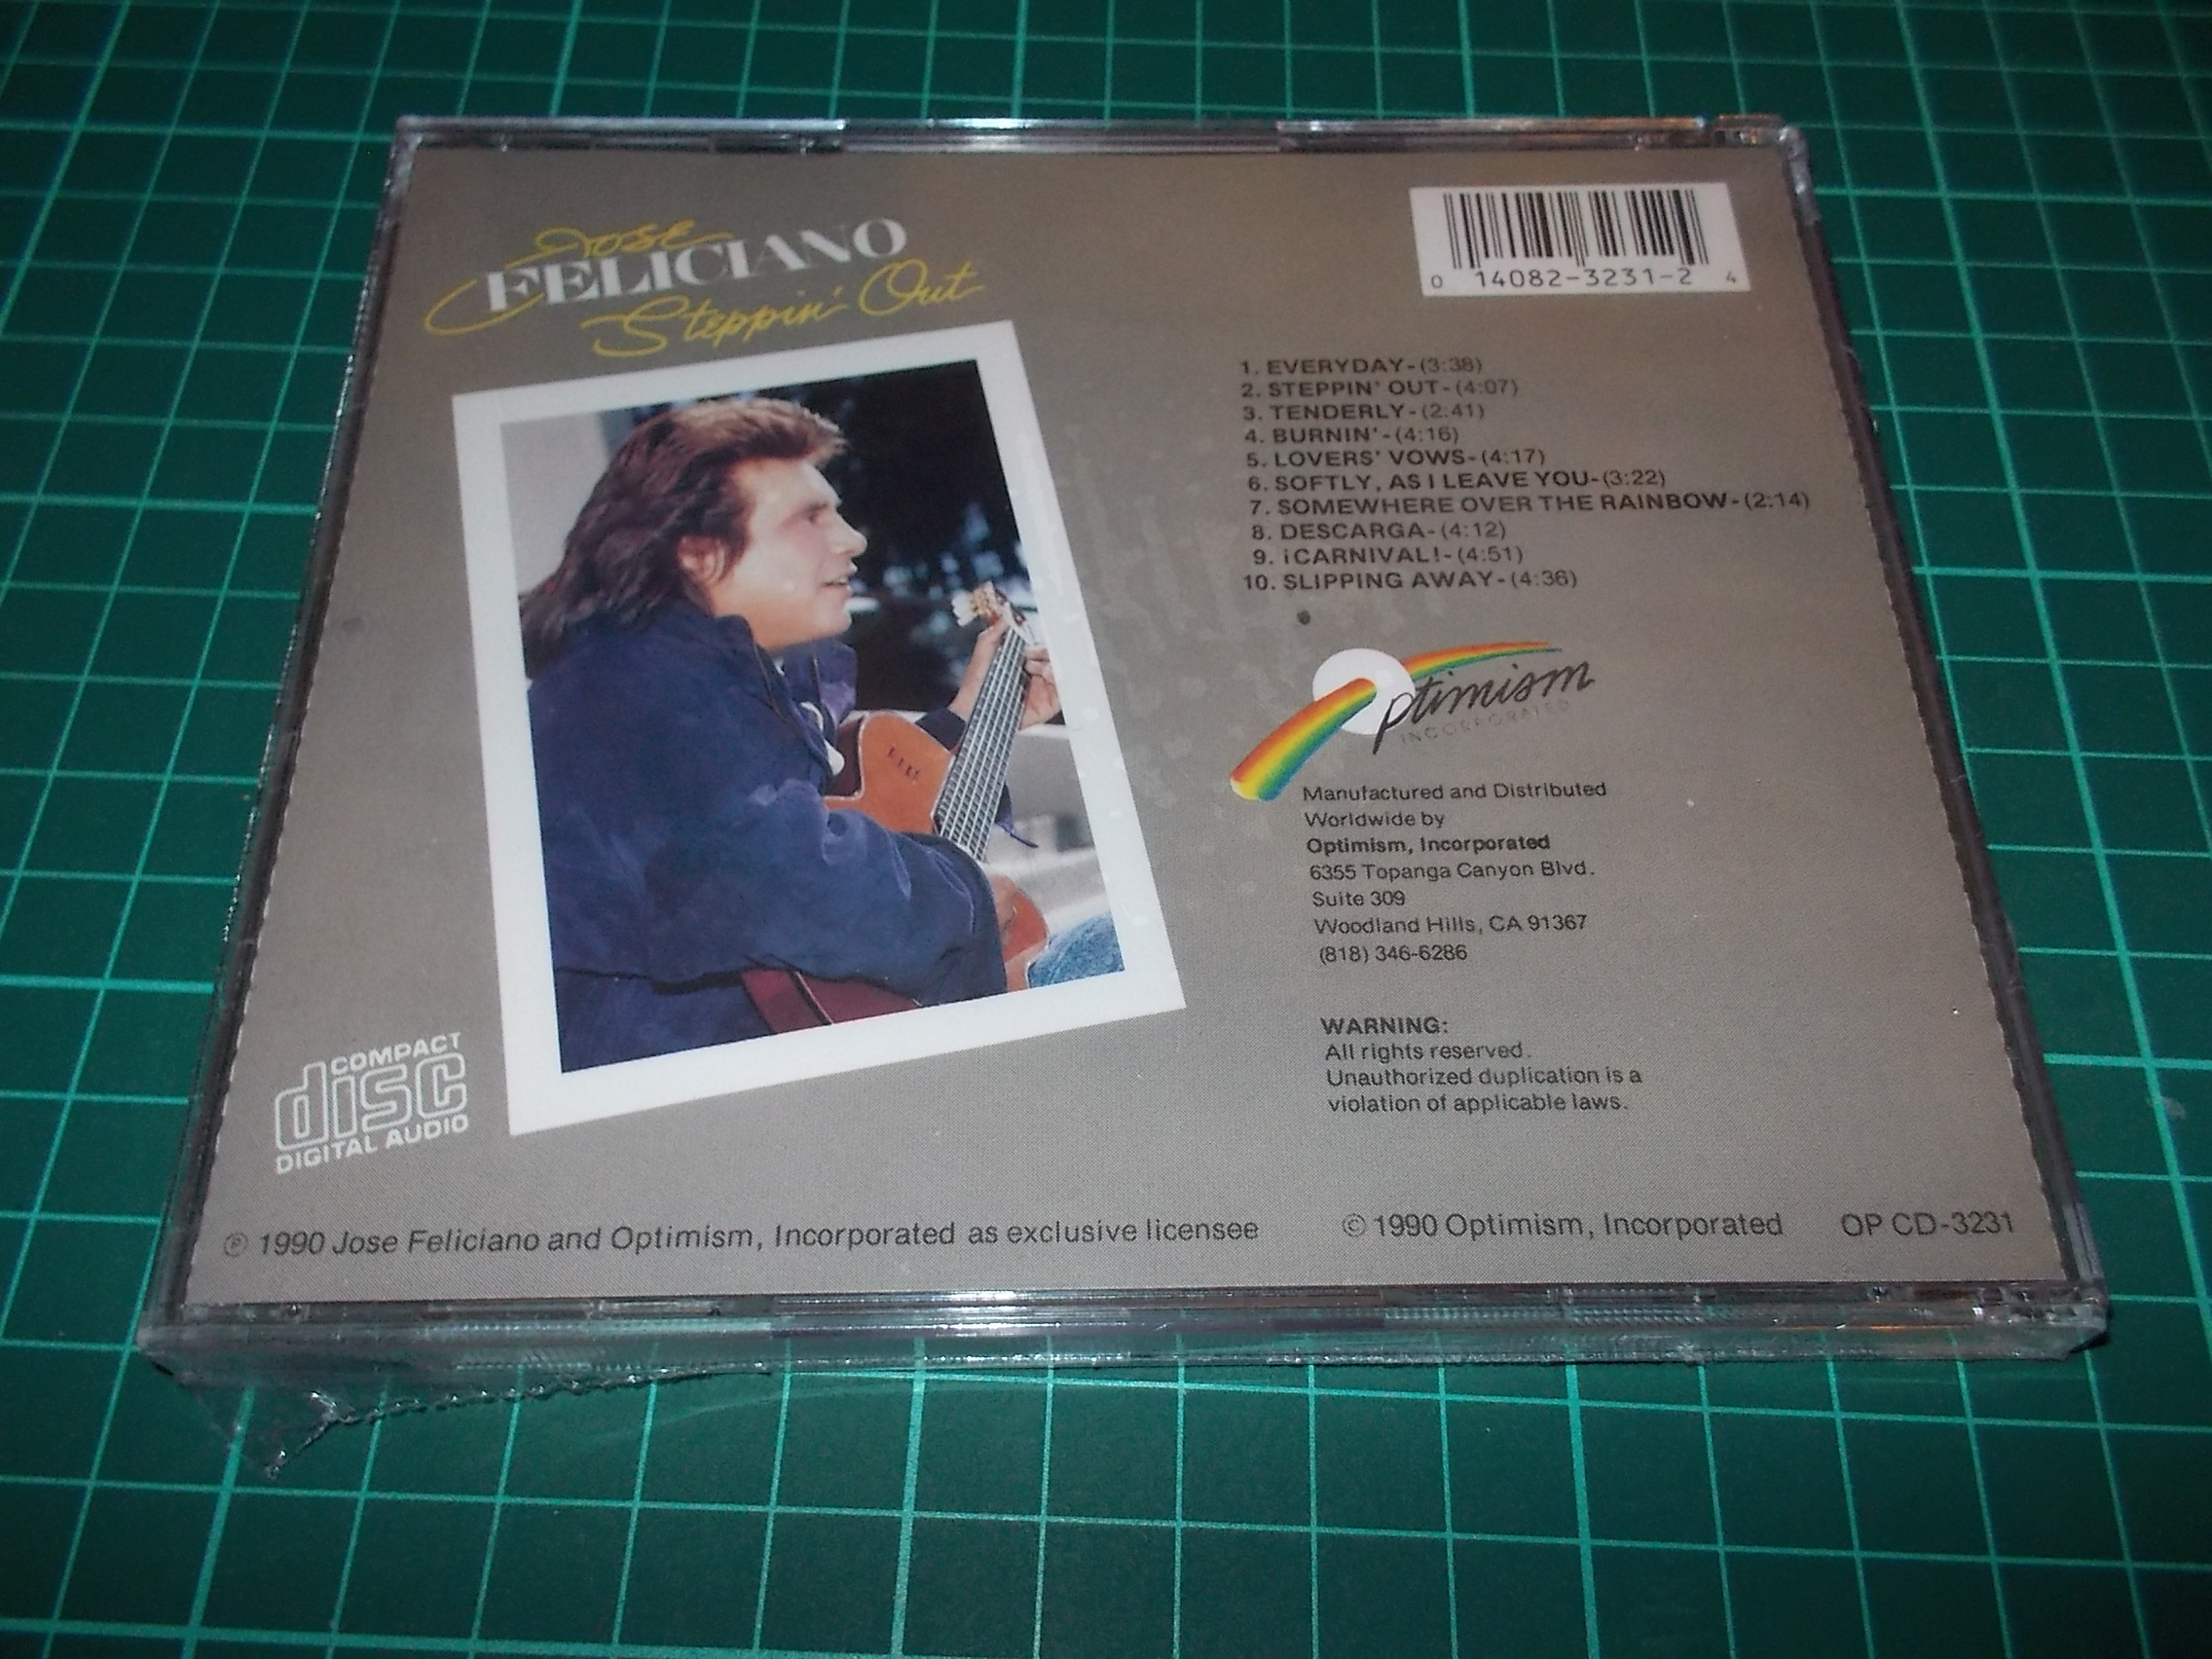 Jose
FELICIANO
Steppin' Out
0 14082-3231-2 4
1. EVERYDAY-(3:38)
2. STEPPIN' OUT-(4:07)
3. TENDERLY-(2:41)
4. BURNIN'-(4:16)
5. LOVERS' VOWS-(4:17)
6. SOFTLY, AS I LEAVE YOU-(3:22)
7. SOMEWHERE OVER THE RAINBOW-(2:14)
8. DESCARGA-(4:12)
9. ¡CARNIVAL!-(4:51)
10. SLIPPING AWAY-(4:36)
Optimism
INCORPORATED
Manufactured and Distributed
Worldwide by
Optimism, Incorporated
6355 Topanga Canyon Blvd.
Suite 309
Woodland Hills, CA 91367
(818) 346-6286
WARNING:
All rights reserved.
Unauthorized duplication is a
violation of applicable laws.
COMPACT
disc
DIGITAL AUDIO
℗ 1990 Jose Feliciano and Optimism, Incorporated as exclusive licensee © 1990 Optimism, Incorporated OP CD-3231